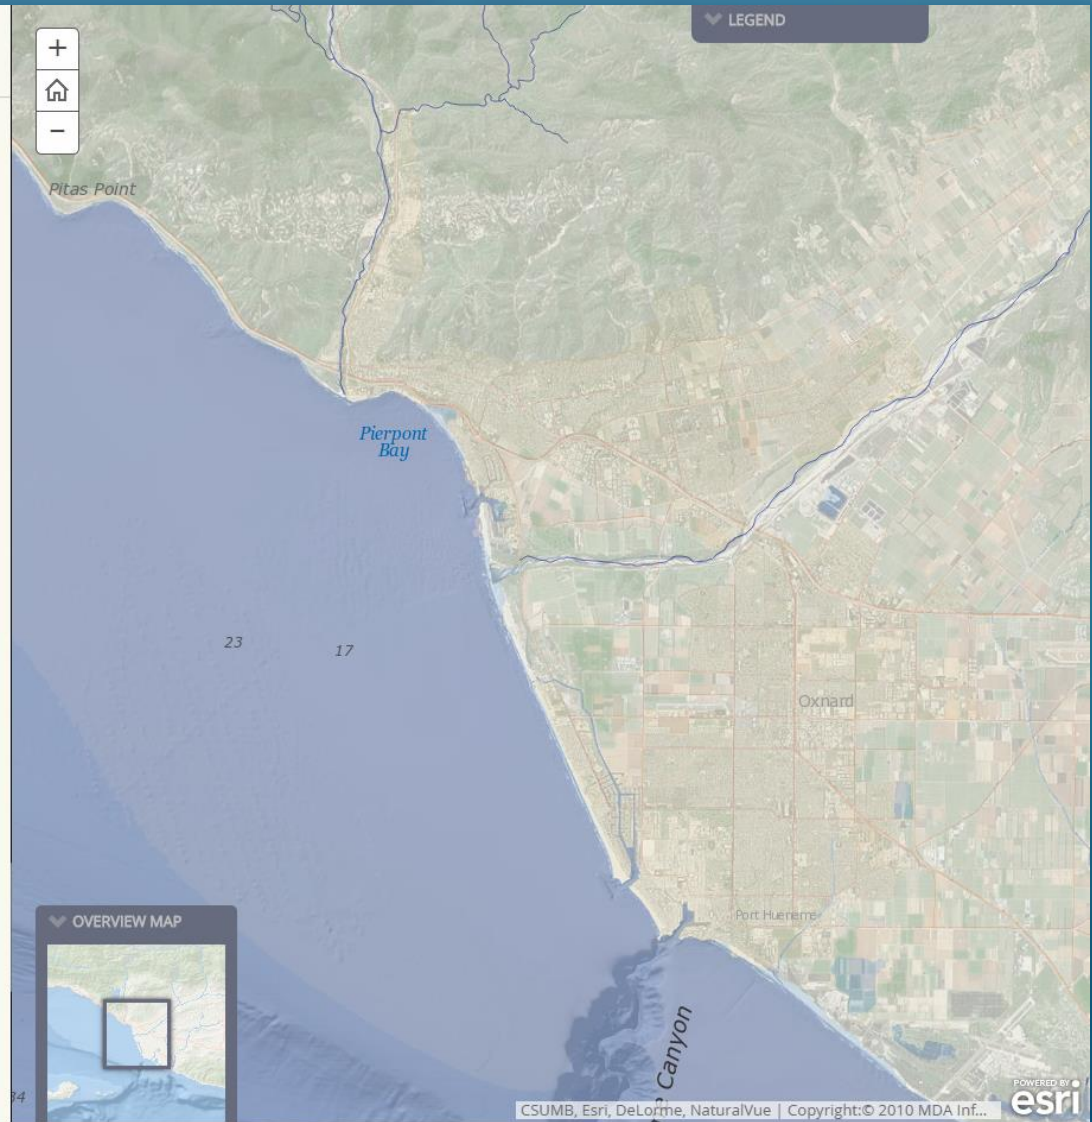 LEGEND
+
−
Pitas Point
Pierpont
Bay
23
17
Oxnard
OVERVIEW MAP
Port Hueneme
Canyon
34
POWERED BY
esri
CSUMB, Esri, DeLorme, NaturalVue | Copyright:© 2010 MDA Inf...